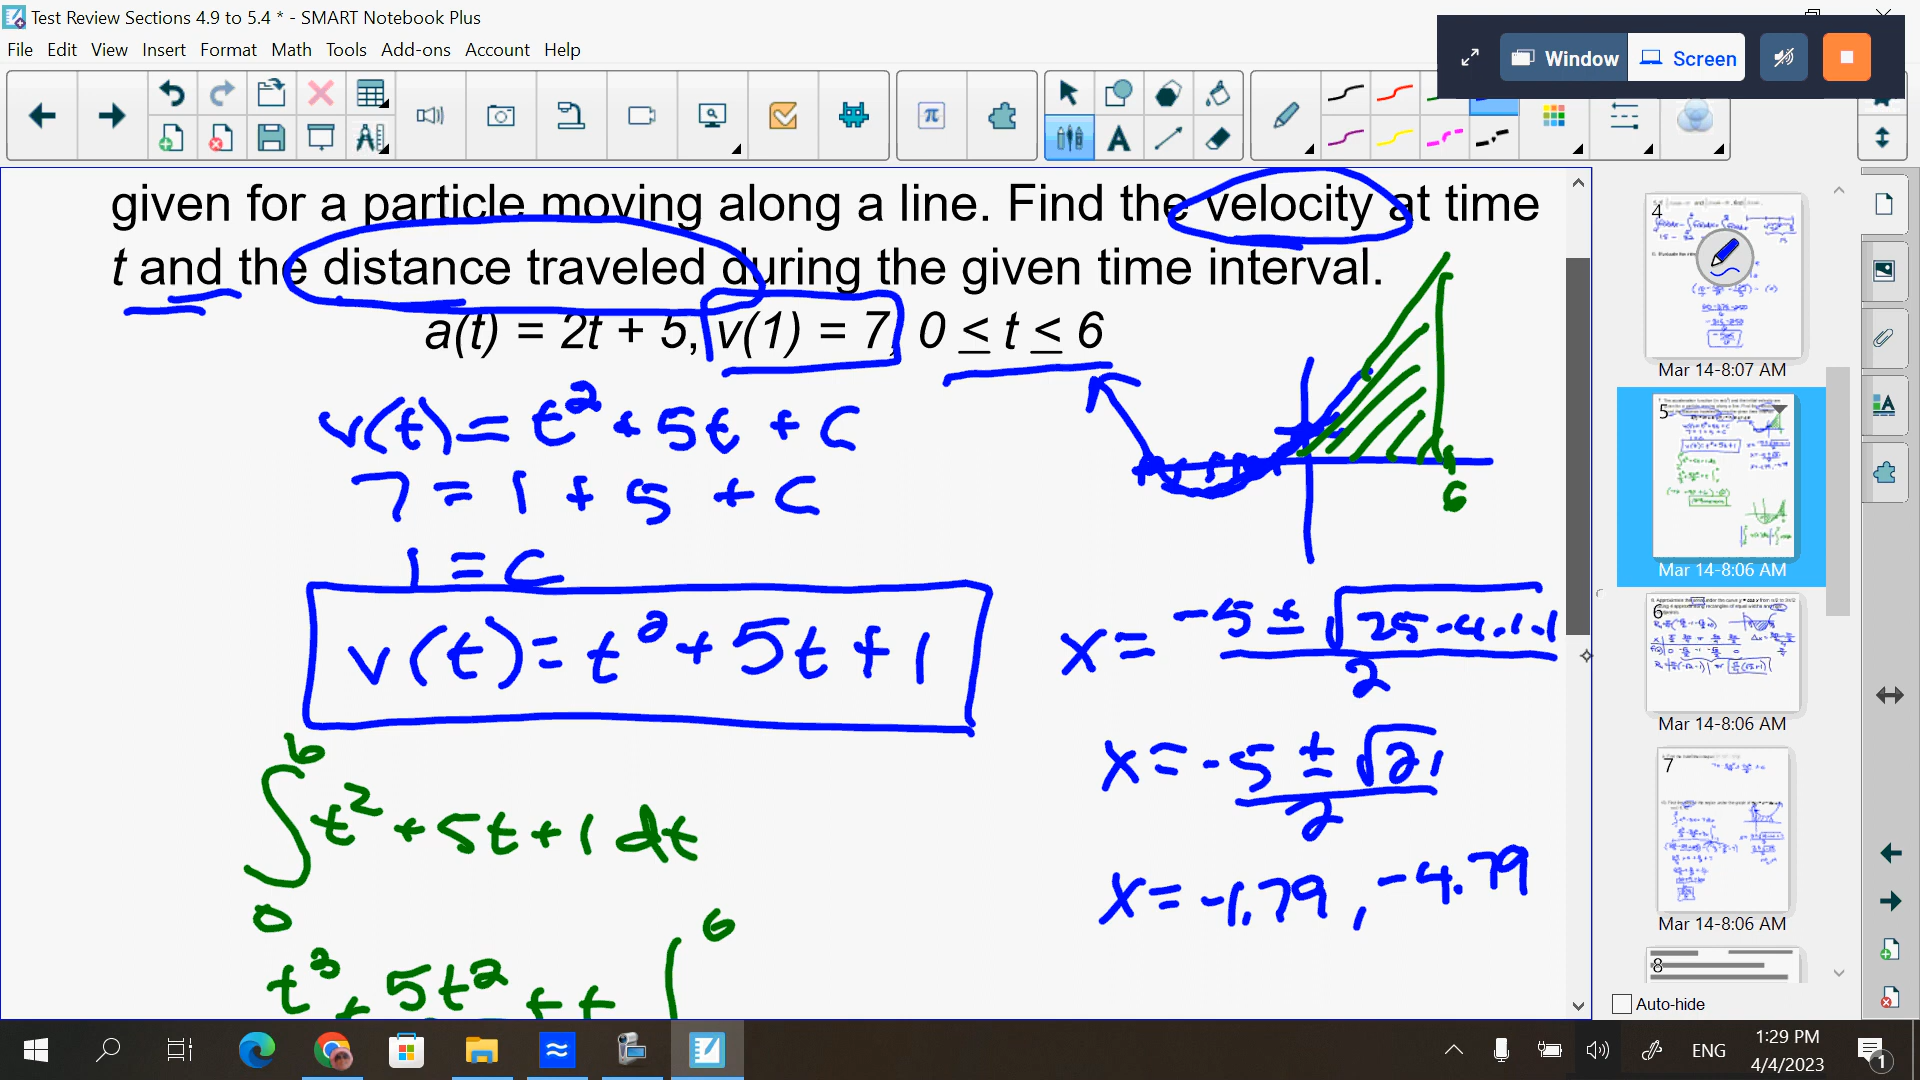 Test Review Sections 4.9 to 5.4 * - SMART Notebook Plus
File Edit View Insert Format Math Tools Add-ons Account Help
Window Screen
given for a particle moving along a line. Find the velocity at time
t and the distance traveled during the given time interval.
a(t) = 2t + 5, v(1) = 7, 0 ≤ t ≤ 6
v(t) = t² + 5t + C
7 = 1 + 5 + C
1 = C
v(t) = t² + 5t + 1
6
∫ t² + 5t + 1 dt
0
t³ + 5t² + t | 6
6
x = -5 ± √25-4·1·1
2
x = -5 ± √21
2
x = -1.79, -4.79
4
Mar 14-8:07 AM
5
Mar 14-8:06 AM
6
Mar 14-8:06 AM
7
Mar 14-8:06 AM
8
Auto-hide
ENG
1:29 PM
4/4/2023
1